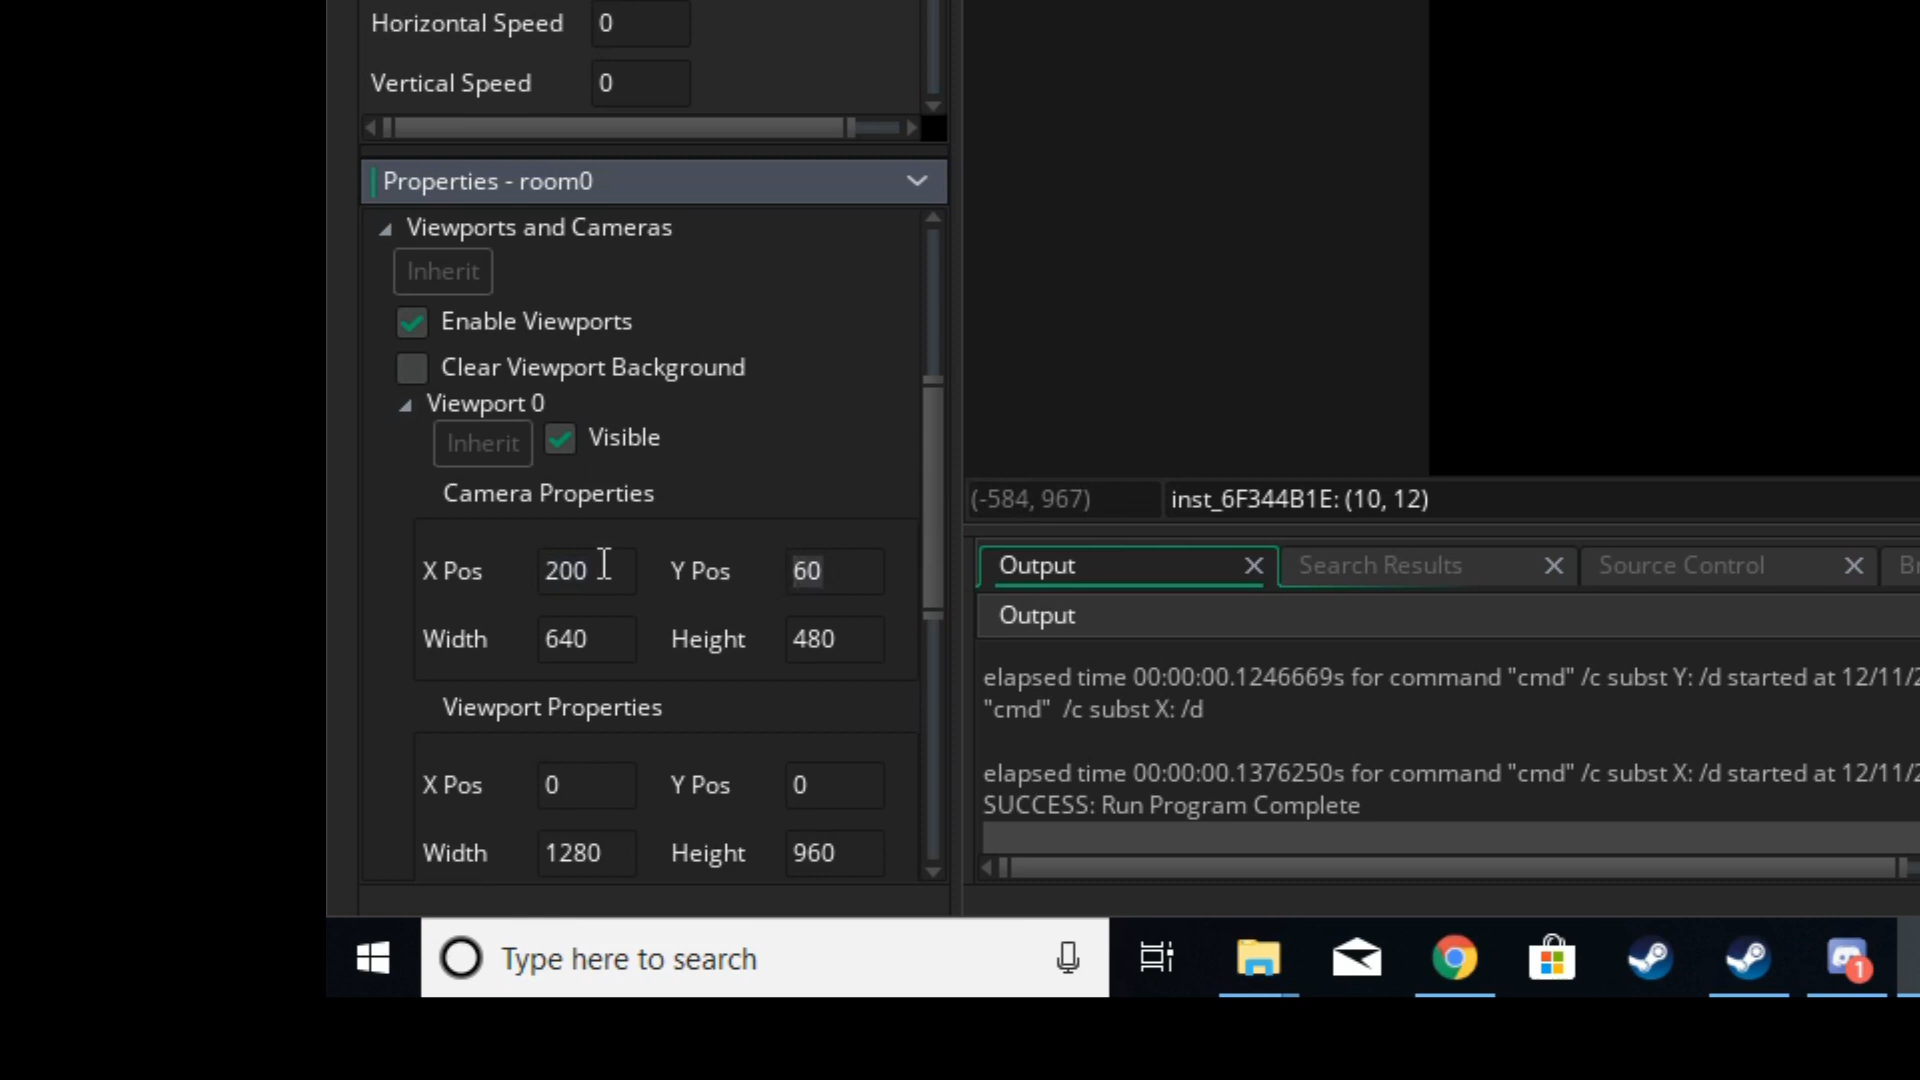 Horizontal Speed 0
Vertical Speed 0
Properties - room0
Viewports and Cameras
Inherit
Enable Viewports
Clear Viewport Background
Viewport 0
Inherit Visible
Camera Properties
X Pos 200 Y Pos 60
Width 640 Height 480
Viewport Properties
X Pos 0 Y Pos 0
Width 1280 Height 960
(-584, 967) inst_6F344B1E: (10, 12)
Output Search Results Source Control
Output
elapsed time 00:00:00.1246669s for command "cmd" /c subst Y: /d started at 12/11/2
"cmd" /c subst X: /d
elapsed time 00:00:00.1376250s for command "cmd" /c subst X: /d started at 12/11/2
SUCCESS: Run Program Complete
Type here to search
1